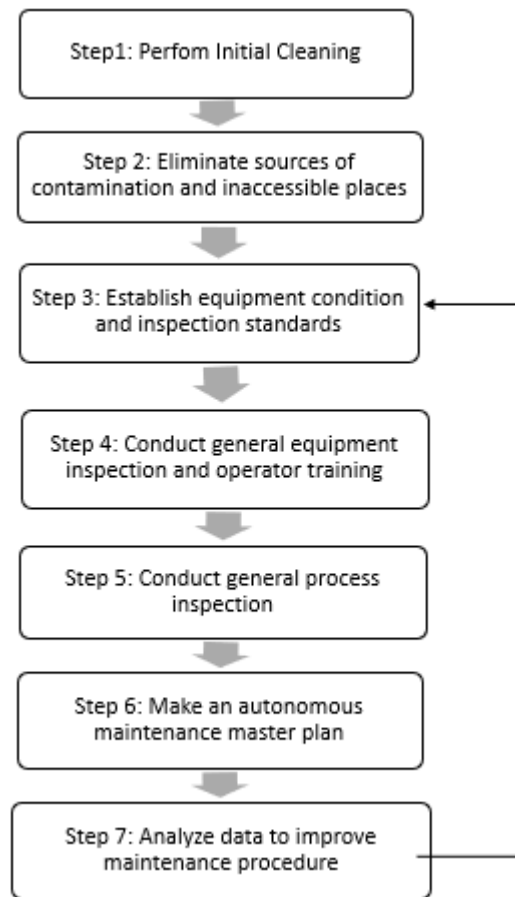 Step1: Perfom Initial Cleaning
Step 2: Eliminate sources of
contamination and inaccessible places
Step 3: Establish equipment condition
and inspection standards
Step 4: Conduct general equipment
inspection and operator training
Step 5: Conduct general process
inspection
Step 6: Make an autonomous
maintenance master plan
Step 7: Analyze data to improve
maintenance procedure